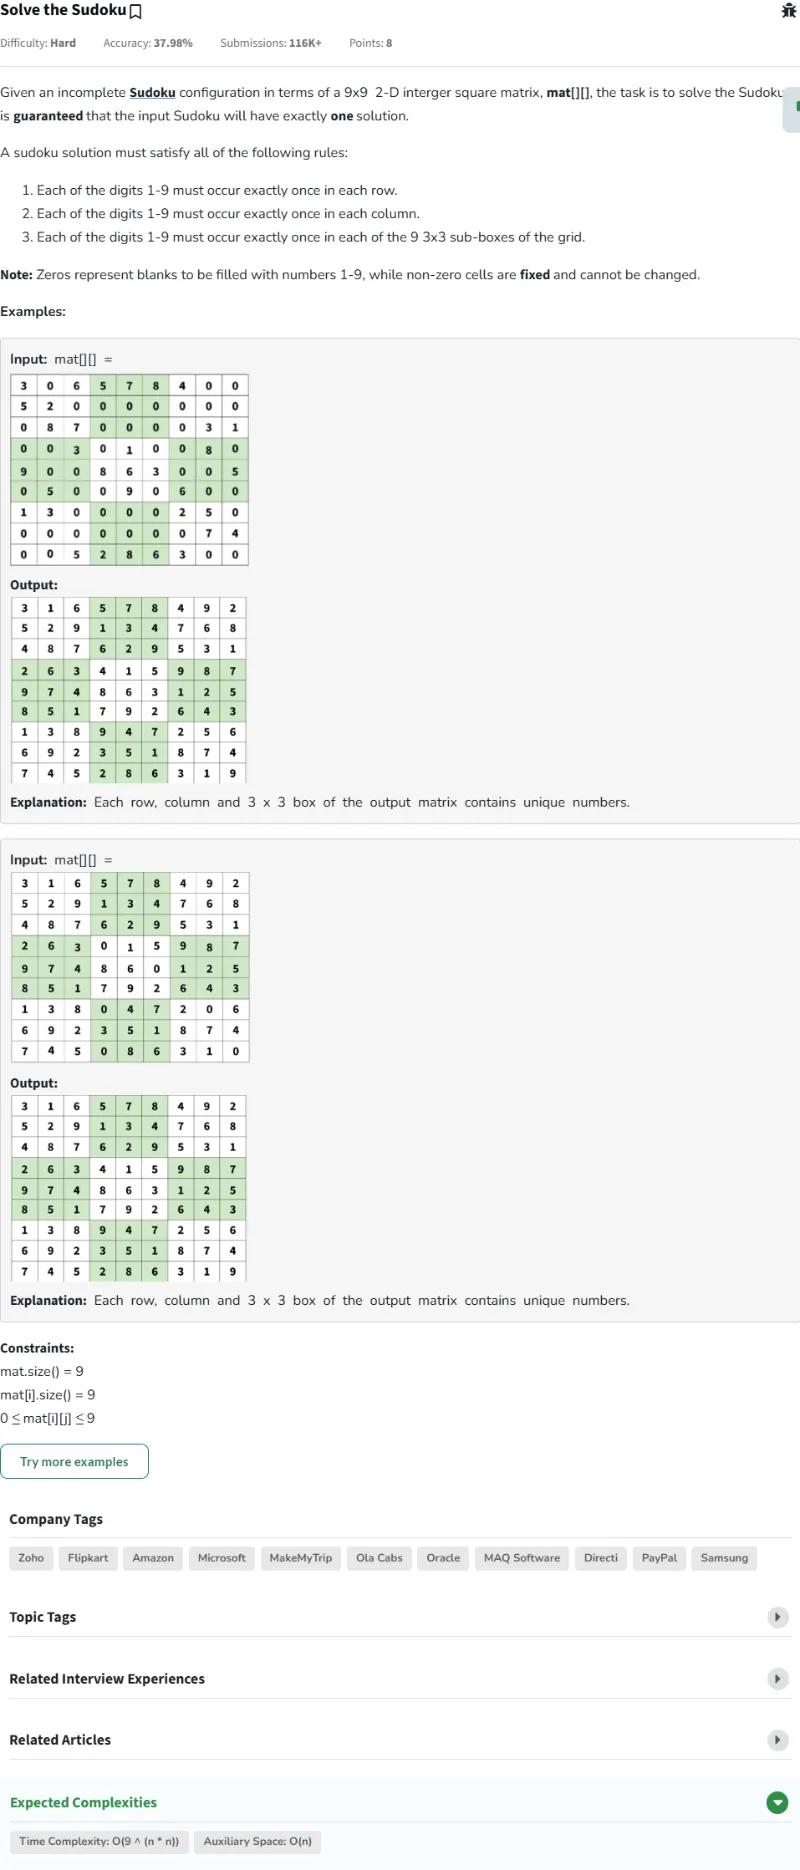 Solve the Sudoku
Difficulty: Hard Accuracy: 37.98% Submissions: 116K+ Points: 8
Given an incomplete Sudoku configuration in terms of a 9x9 2-D interger square matrix, mat[][], the task is to solve the Sudoku
is guaranteed that the input Sudoku will have exactly one solution.
A sudoku solution must satisfy all of the following rules:
1. Each of the digits 1-9 must occur exactly once in each row.
2. Each of the digits 1-9 must occur exactly once in each column.
3. Each of the digits 1-9 must occur exactly once in each of the 9 3x3 sub-boxes of the grid.
Note: Zeros represent blanks to be filled with numbers 1-9, while non-zero cells are fixed and cannot be changed.
Examples:
Input: mat[][] =
3 0 6 5 7 8 4 0 0
5 2 0 0 0 0 0 0 0
0 8 7 0 0 0 0 3 1
0 0 3 0 1 0 0 8 0
9 0 0 8 6 3 0 0 5
0 5 0 0 9 0 6 0 0
1 3 0 0 0 0 2 5 0
0 0 0 0 0 0 0 7 4
0 0 5 2 8 6 3 0 0
Output:
3 1 6 5 7 8 4 9 2
5 2 9 1 3 4 7 6 8
4 8 7 6 2 9 5 3 1
2 6 3 4 1 5 9 8 7
9 7 4 8 6 3 1 2 5
8 5 1 7 9 2 6 4 3
1 3 8 9 4 7 2 5 6
6 9 2 3 5 1 8 7 4
7 4 5 2 8 6 3 1 9
Explanation: Each row, column and 3 x 3 box of the output matrix contains unique numbers.
Input: mat[][] =
3 1 6 5 7 8 4 9 2
5 2 9 1 3 4 7 6 8
4 8 7 6 2 9 5 3 1
2 6 3 0 1 5 9 8 7
9 7 4 8 6 0 1 2 5
8 5 1 7 9 2 6 4 3
1 3 8 0 4 7 2 0 6
6 9 2 3 5 1 8 7 4
7 4 5 0 8 6 3 1 0
Output:
3 1 6 5 7 8 4 9 2
5 2 9 1 3 4 7 6 8
4 8 7 6 2 9 5 3 1
2 6 3 4 1 5 9 8 7
9 7 4 8 6 3 1 2 5
8 5 1 7 9 2 6 4 3
1 3 8 9 4 7 2 5 6
6 9 2 3 5 1 8 7 4
7 4 5 2 8 6 3 1 9
Explanation: Each row, column and 3 x 3 box of the output matrix contains unique numbers.
Constraints:
mat.size() = 9
mat[i].size() = 9
0 ≤ mat[i][j] ≤ 9
Try more examples
Company Tags
Zoho Flipkart Amazon Microsoft MakeMyTrip Ola Cabs Oracle MAQ Software Directi PayPal Samsung
Topic Tags
Related Interview Experiences
Related Articles
Expected Complexities
Time Complexity: O(9 ^ (n * n)) Auxiliary Space: O(n)